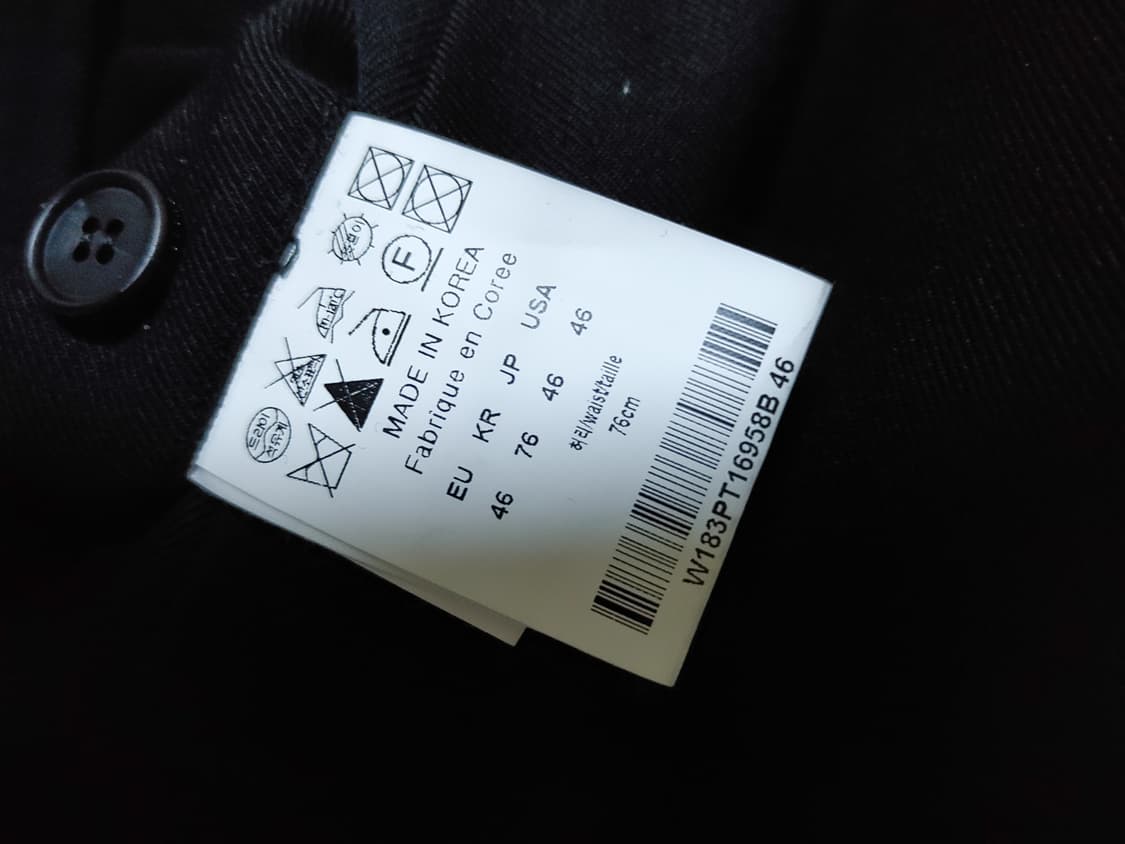 F
MADE IN KOREA
Fabrique en Coree
EU KR JP USA
46 76 46 46
허리/waist/taille
76cm
W183PT16958B 46